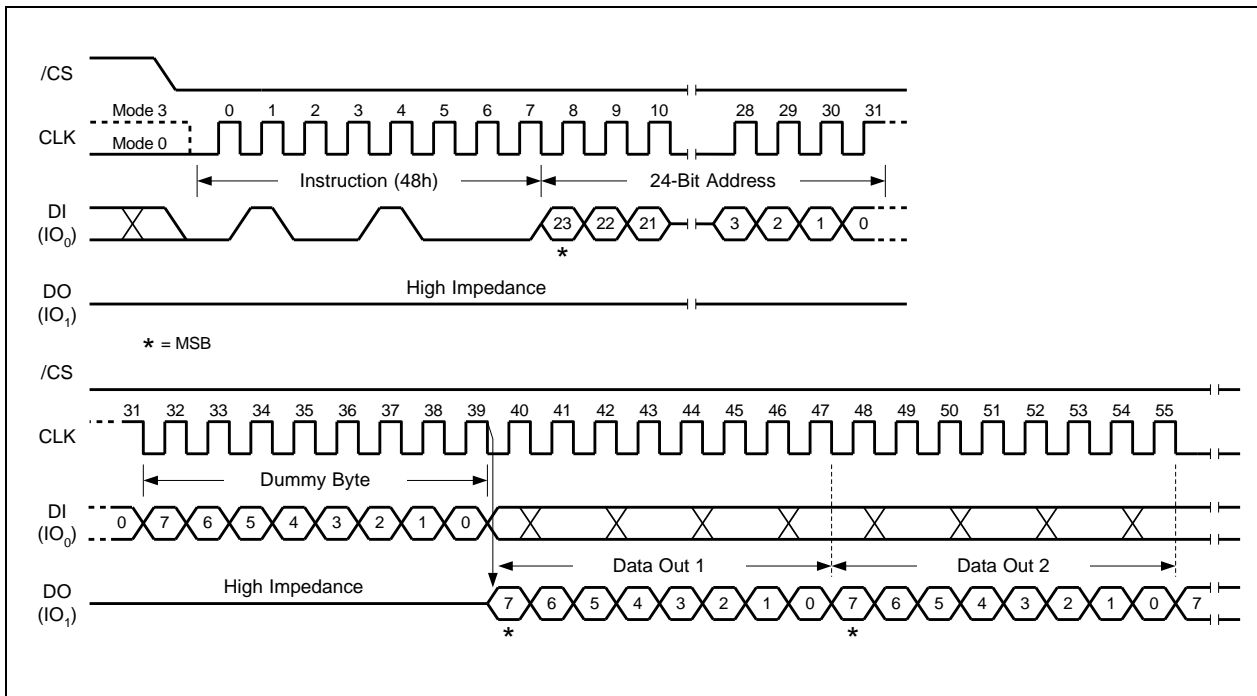 /CS
Mode 3 0 1 2 3 4 5 6 7 8 9 10 28 29 30 31
CLK
Mode 0
Instruction (48h) 24-Bit Address
DI
(IO0)
23 22 21 3 2 1 0
*
High Impedance
DO
(IO1)
* = MSB
/CS
31 32 33 34 35 36 37 38 39 40 41 42 43 44 45 46 47 48 49 50 51 52 53 54 55
CLK
Dummy Byte
DI
(IO0)
0 7 6 5 4 3 2 1 0
Data Out 1 Data Out 2
High Impedance
DO
(IO1)
7 6 5 4 3 2 1 0 7 6 5 4 3 2 1 0 7
* *